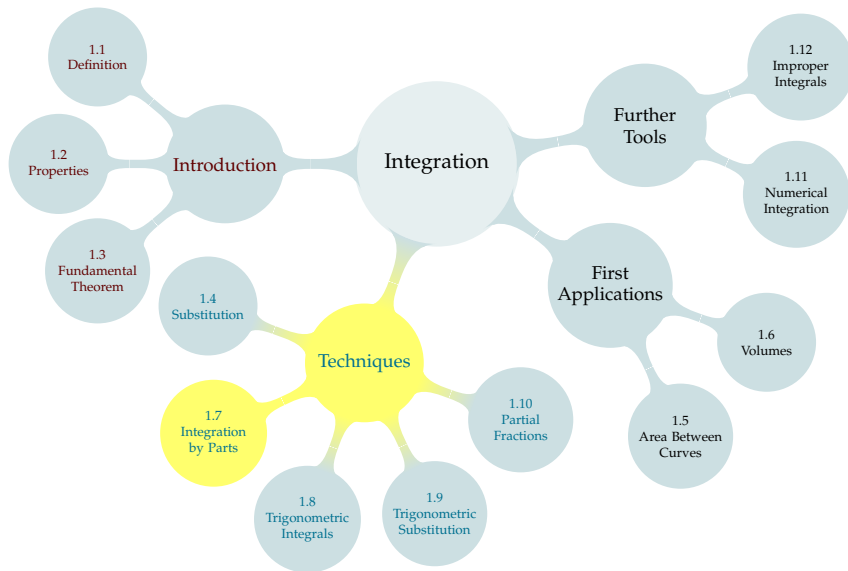 Integration
Introduction
1.1
Definition
1.2
Properties
1.3
Fundamental
Theorem
Techniques
1.4
Substitution
1.7
Integration
by Parts
1.8
Trigonometric
Integrals
1.9
Trigonometric
Substitution
1.10
Partial
Fractions
First
Applications
1.5
Area Between
Curves
1.6
Volumes
Further
Tools
1.11
Numerical
Integration
1.12
Improper
Integrals